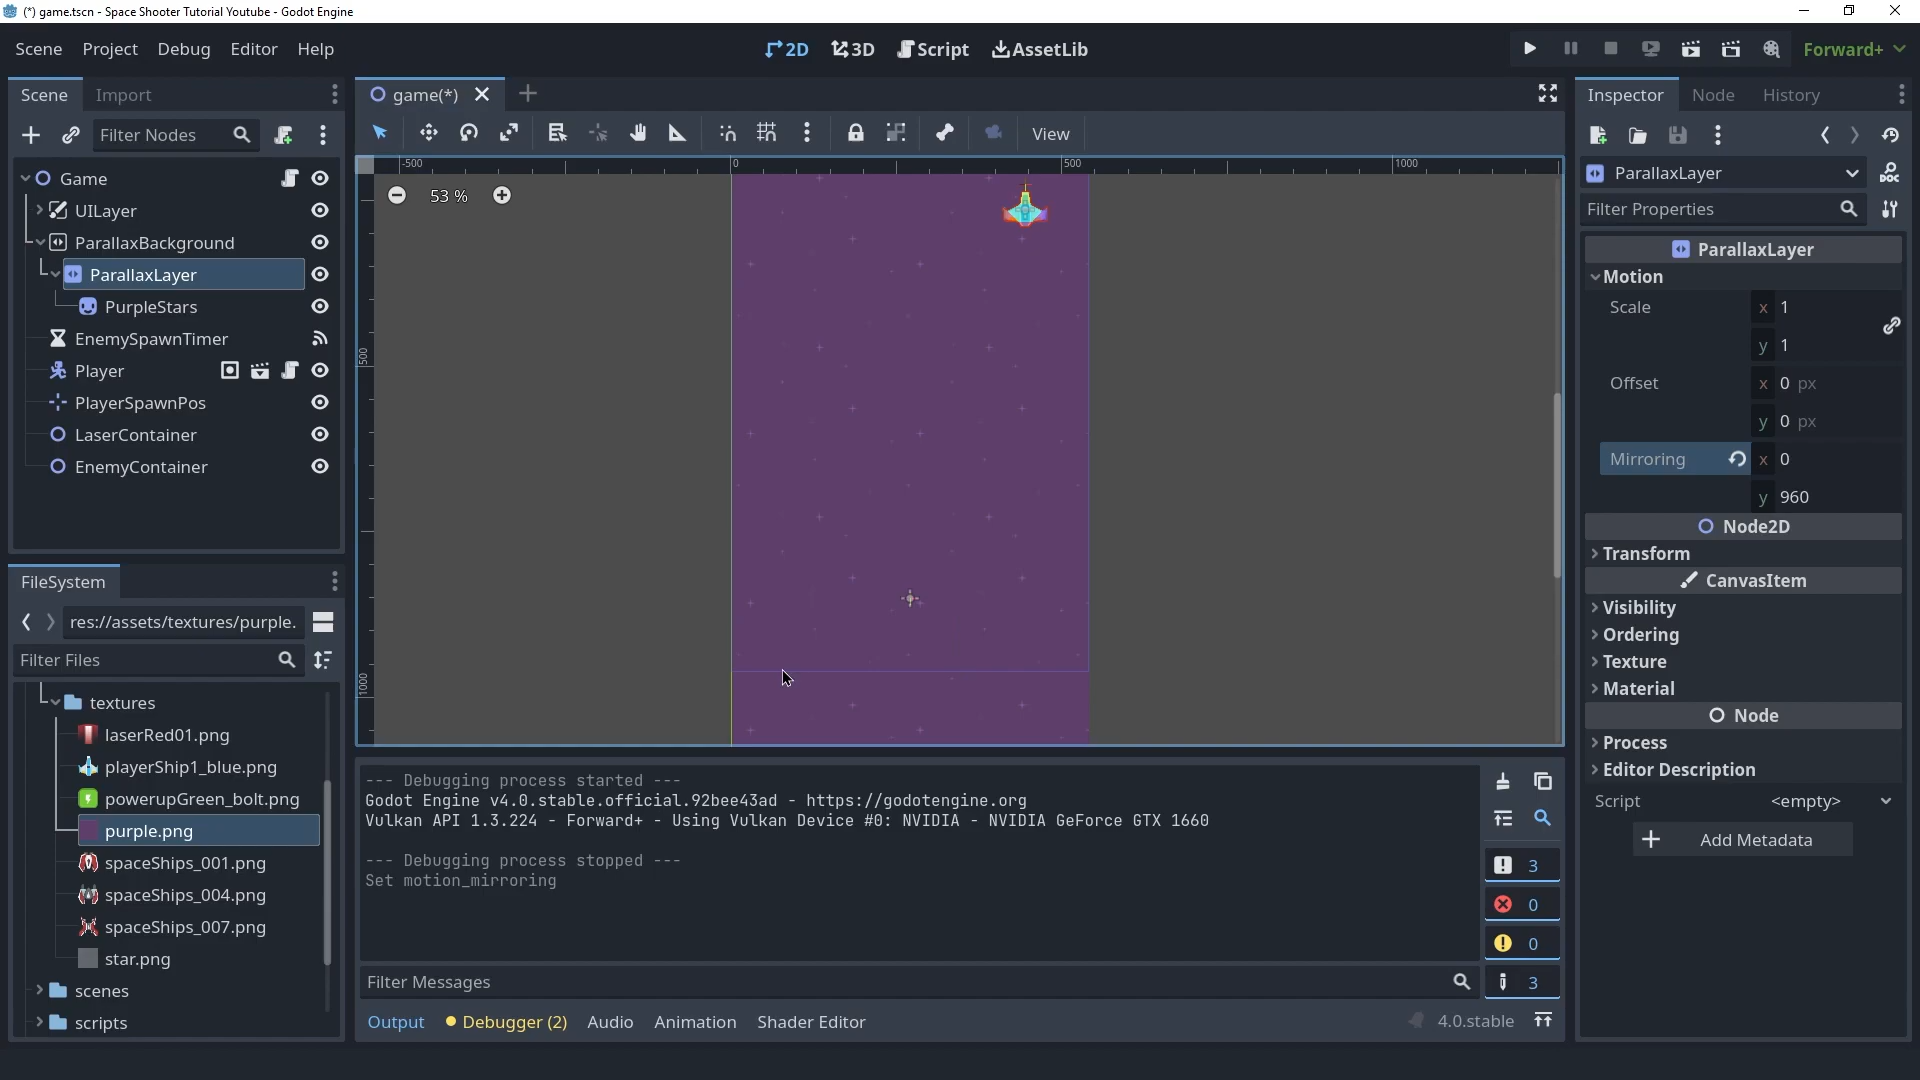 (*) game.tscn - Space Shooter Tutorial Youtube - Godot Engine
Scene Project Debug Editor Help
2D 3D Script AssetLib
Forward+
Scene Import
game(*)
Inspector Node History
Filter Nodes
View
-500 0 500 1000
Game
53 %
ParallaxLayer
UILayer
Filter Properties
ParallaxBackground
ParallaxLayer
ParallaxLayer
Motion
PurpleStars
Scale x 1
EnemySpawnTimer
y 1
500
Player
Offset x 0 px
PlayerSpawnPos
y 0 px
LaserContainer
Mirroring x 0
EnemyContainer
y 960
Node2D
Transform
FileSystem
CanvasItem
res://assets/textures/purple.
Visibility
Filter Files
Ordering
Texture
1000
Material
textures
Node
laserRed01.png
Process
playerShip1_blue.png
Editor Description
powerupGreen_bolt.png
Script <empty>
purple.png
Add Metadata
spaceShips_001.png
spaceShips_004.png
spaceShips_007.png
star.png
scenes
scripts
--- Debugging process started ---
Godot Engine v4.0.stable.official.92bee43ad - https://godotengine.org
Vulkan API 1.3.224 - Forward+ - Using Vulkan Device #0: NVIDIA - NVIDIA GeForce GTX 1660
--- Debugging process stopped ---
Set motion_mirroring
3
0
0
3
Filter Messages
Output Debugger (2) Audio Animation Shader Editor
4.0.stable